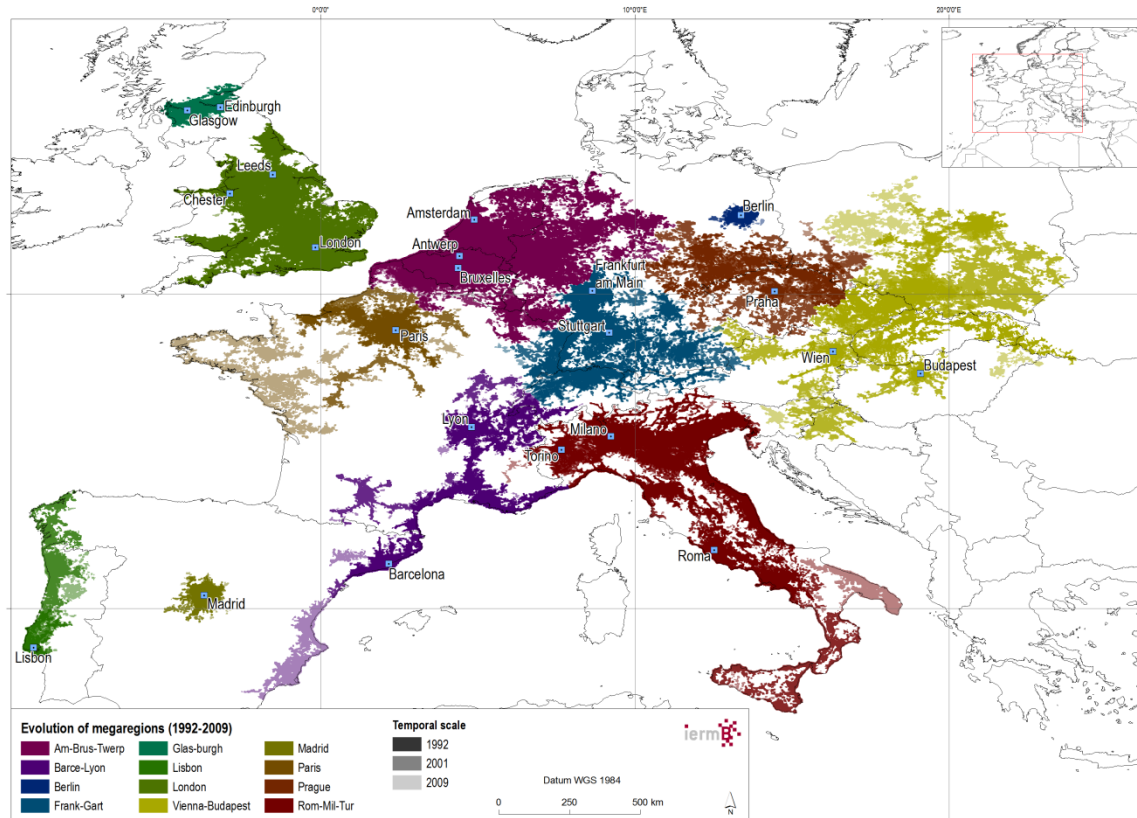 0°0'0"
10°0'0"E
20°0'0"E
Edinburgh
Glasgow
Leeds
Chester
London
Amsterdam
Antwerp
Bruxelles
Berlin
Frankfurt
am Main
Praha
Stuttgart
Paris
Wien
Budapest
Lyon
Milano
Torino
Roma
Barcelona
Madrid
Lisbon
Evolution of megaregions (1992-2009)
Am-Brus-Twerp
Barce-Lyon
Berlin
Frank-Gart
Glas-burgh
Lisbon
London
Vienna-Budapest
Madrid
Paris
Prague
Rom-Mil-Tur
Temporal scale
1992
2001
2009
iermB
Datum WGS 1984
0 250 500 km
N